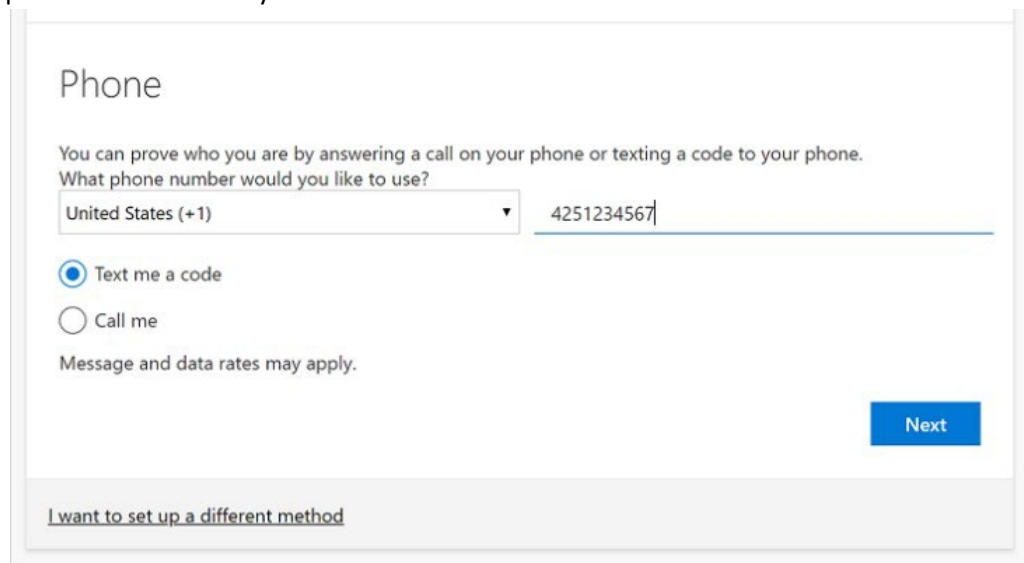 Phone
You can prove who you are by answering a call on your phone or texting a code to your phone.
What phone number would you like to use?
United States (+1) 4251234567
Text me a code
Call me
Message and data rates may apply.
Next
I want to set up a different method